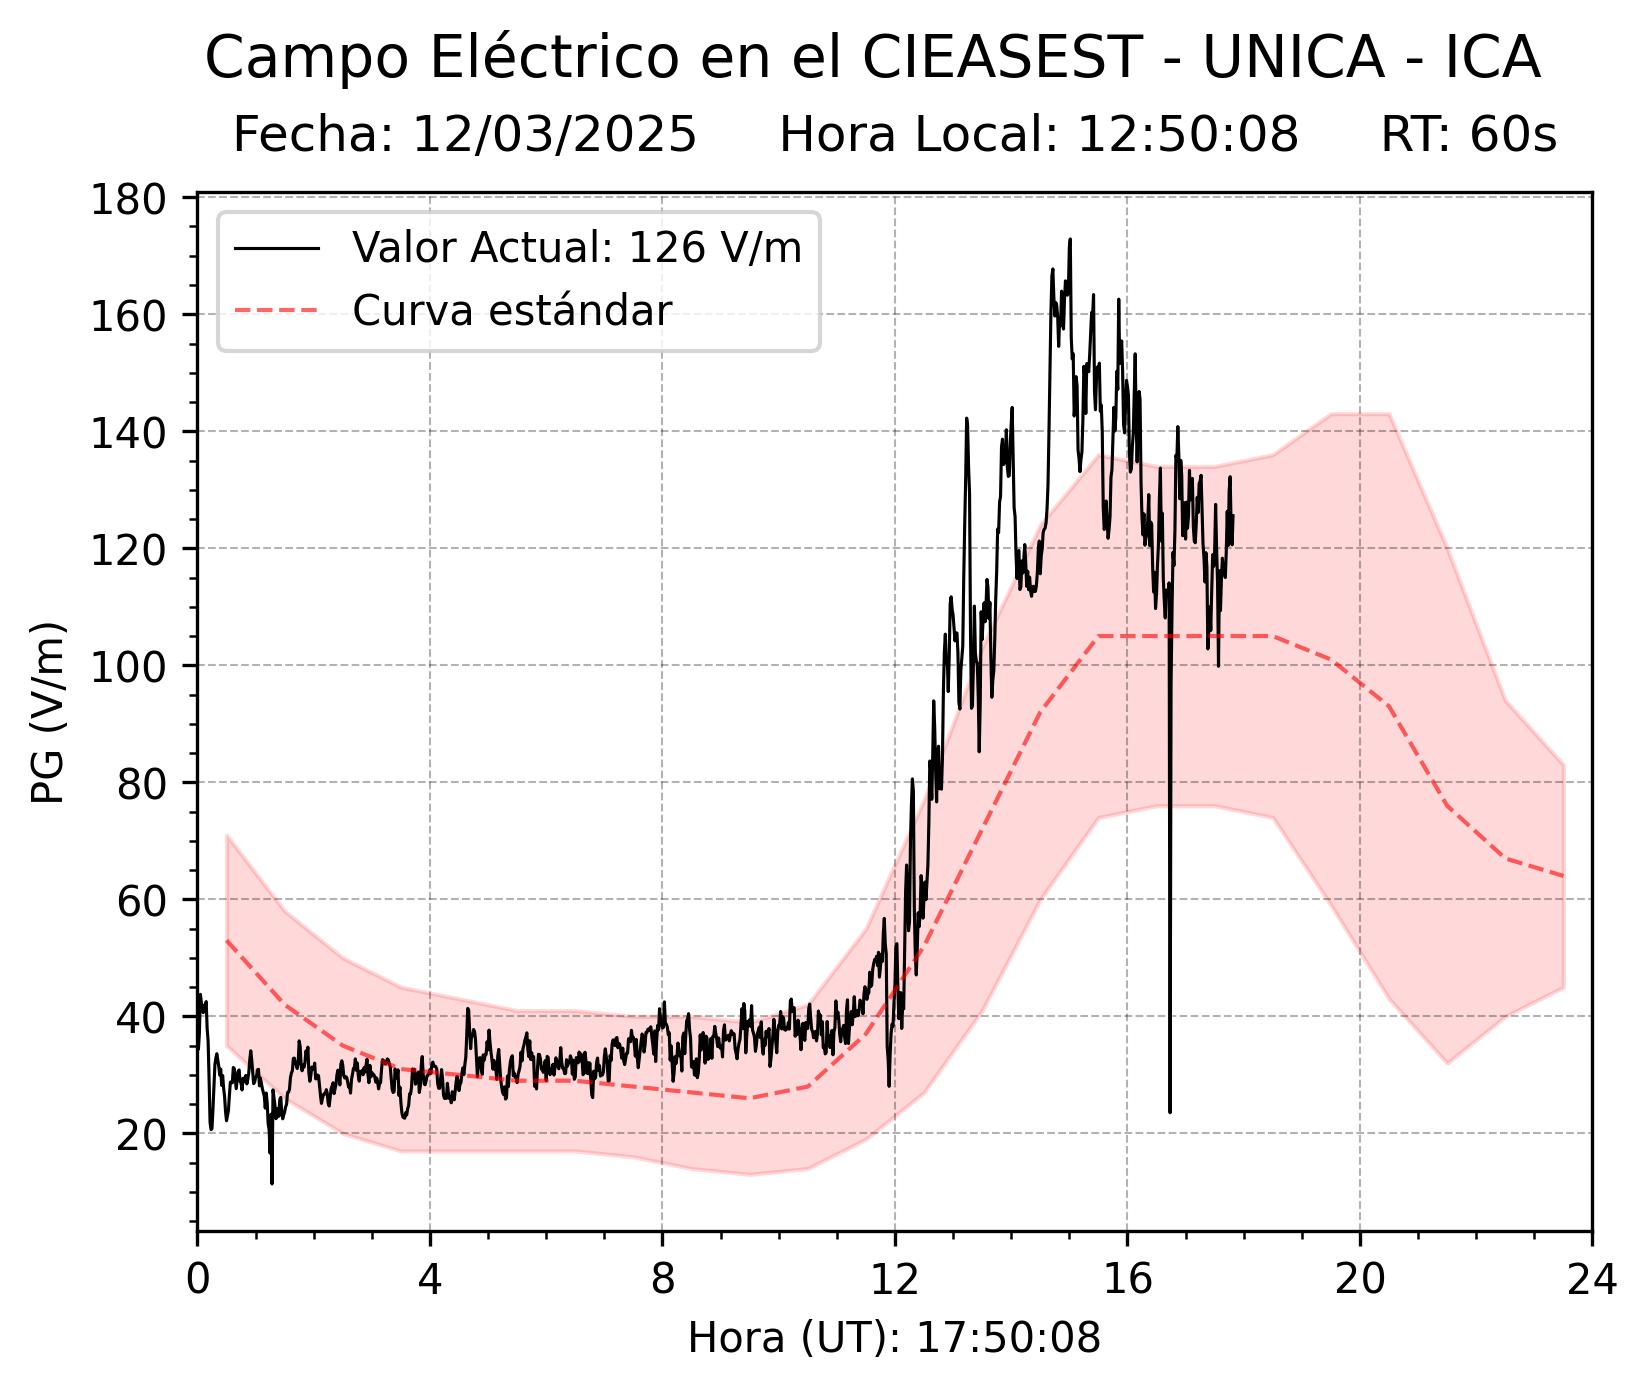 Campo Eléctrico en el CIEASEST - UNICA - ICA
Fecha: 12/03/2025 Hora Local: 12:50:08 RT: 60s
Valor Actual: 126 V/m
Curva estándar
PG (V/m)
180
160
140
120
100
80
60
40
20
0 4 8 12 16 20 24
Hora (UT): 17:50:08